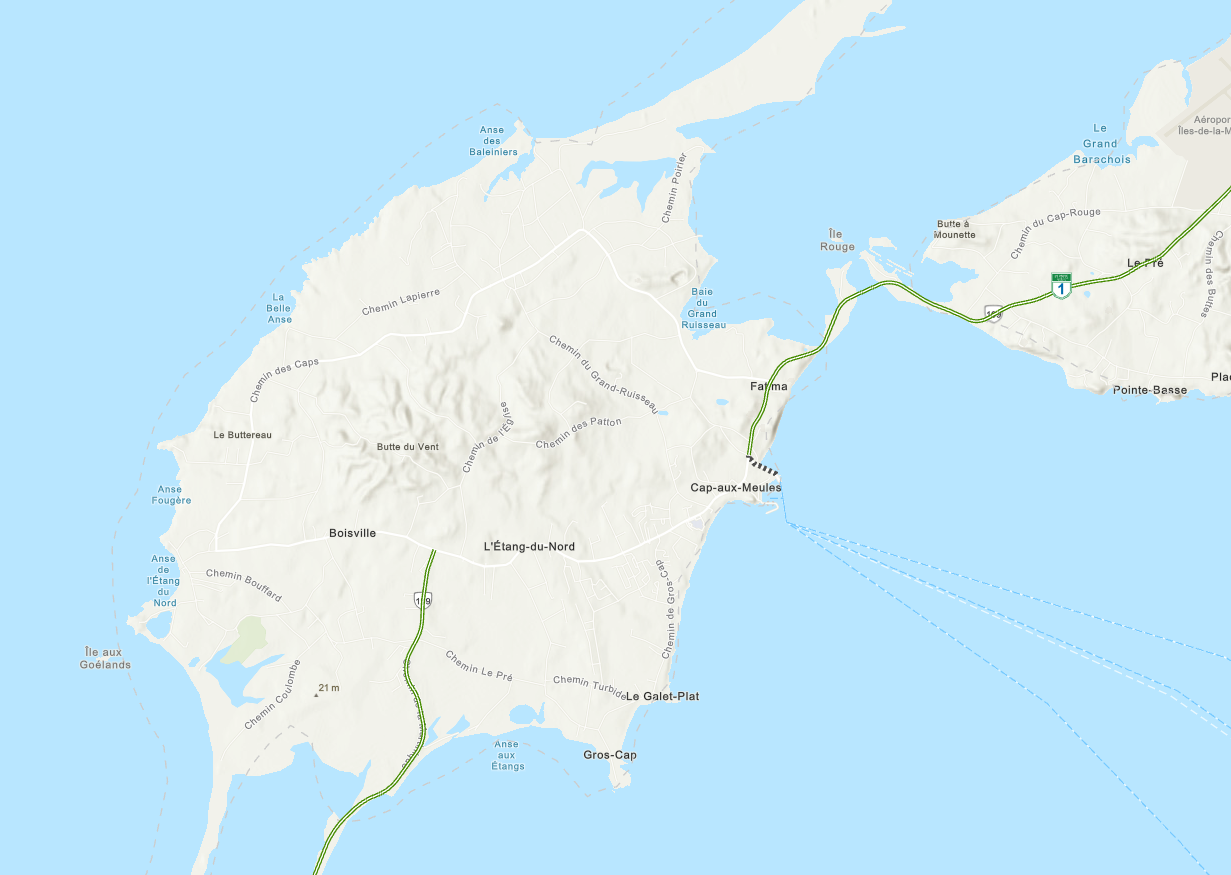 Anse
des
Baleiniers
Le
Grand
Barschois
Aéropor
Îles-de-la-M
Chemin Poirier
Île
Rouge
Butte à
Mounette
Chemin du Cap-Rouge
Le Pré
Chemin des Buttes
1
199
La
Belle
Anse
Chemin Lapierre
Baie
du
Grand
Ruisseau
Chemin des Caps
Chemin du Grand-Ruisseau
Fatima
Pointe-Basse
Plac
Le Buttereau
Butte du Vent
Chemin de l'Église
Chemin des Patton
Anse
Fougère
Cap-aux-Meules
Boisville
L'Étang-du-Nord
Anse
de
l'Étang
du
Nord
Chemin Bouffard
199
Chemin de Gros-Cap
Île aux
Goélands
Chemin Coulombe
21 m
Chemin Le Pré
Chemin Turbide
Le Galet-Plat
Anse
aux
Étangs
Gros-Cap